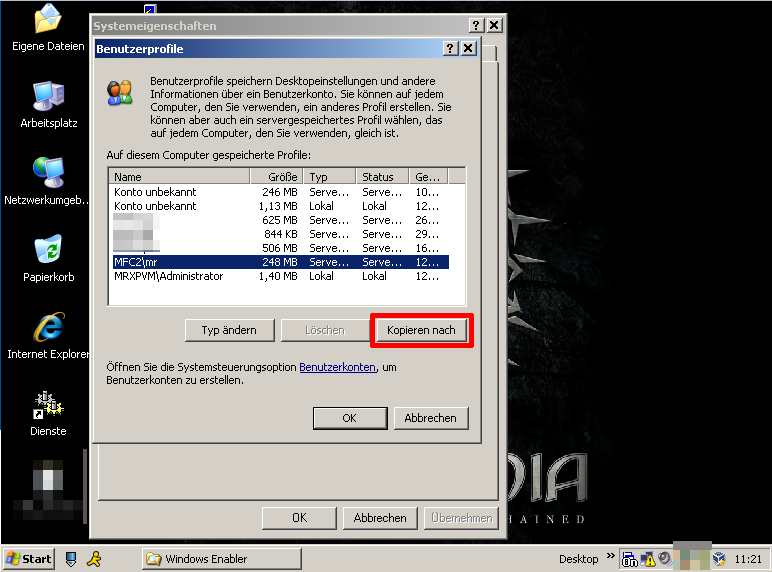 Eigene Dateien
Arbeitsplatz
Netzwerkumgeb..
Papierkorb
Internet Explorer
Dienste
Systemeigenschaften
Benutzerprofile
Benutzerprofile speichern Desktopeinstellungen und andere
Informationen über ein Benutzerkonto. Sie können auf jedem
Computer, den Sie verwenden, ein anderes Profil erstellen. Sie
können aber auch ein servergespeichertes Profil wählen, das
auf jedem Computer, den Sie verwenden, gleich ist.
Auf diesem Computer gespeicherte Profile:
Name Größe Typ Status Ge...
Konto unbekannt 246 MB Serve... Serve... 10...
Konto unbekannt 1,13 MB Lokal Lokal 12...
625 MB Serve... Serve... 26...
844 KB Serve... Serve... 29...
506 MB Serve... Serve... 16...
MFC2\mr 248 MB Serve... Serve... 12...
MRXPVM\Administrator 1,40 MB Lokal Lokal 12...
Typ ändern Löschen Kopieren nach
Öffnen Sie die Systemsteuerungsoption Benutzerkonten, um
Benutzerkonten zu erstellen.
OK Abbrechen
OK Abbrechen Übernehmen
DIA
HAINED
Start Windows Enabler Desktop » 11:21